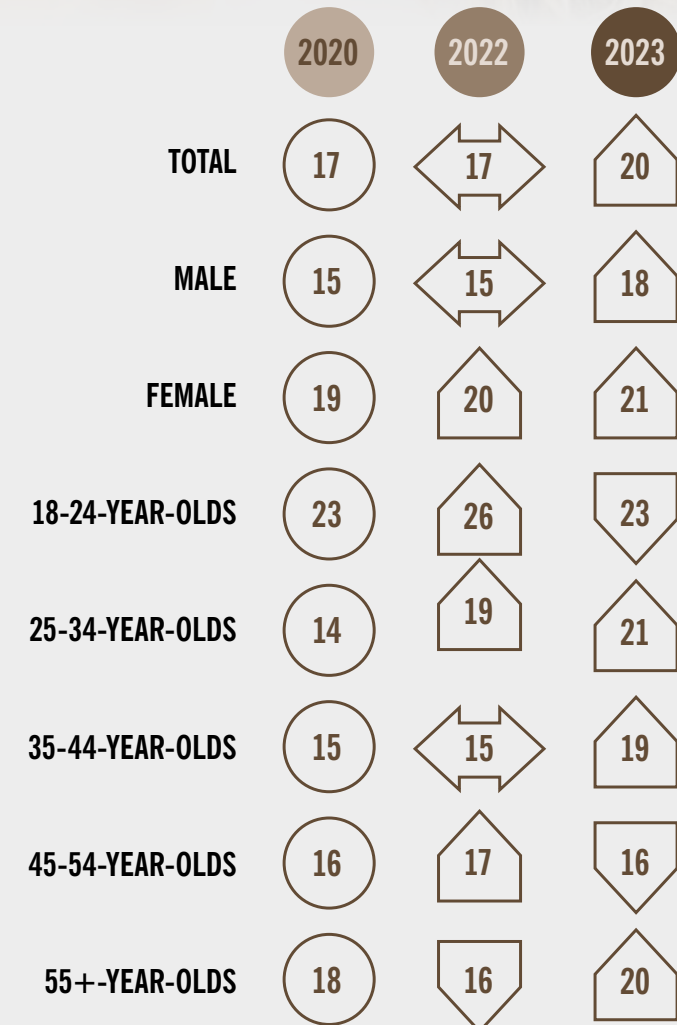 2020 2022 2023
TOTAL 17 17 20
MALE 15 15 18
FEMALE 19 20 21
18-24-YEAR-OLDS 23 26 23
25-34-YEAR-OLDS 14 19 21
35-44-YEAR-OLDS 15 15 19
45-54-YEAR-OLDS 16 17 16
55+-YEAR-OLDS 18 16 20